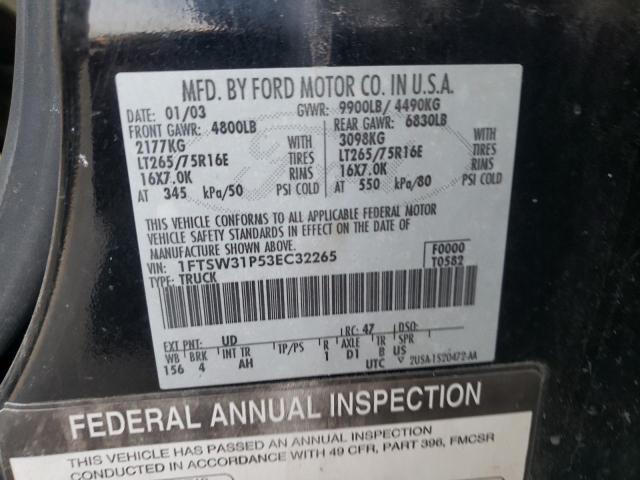 MFD. BY FORD MOTOR CO. IN U.S.A.
DATE: 01/03 GVWR: 9900LB/ 4490KG
FRONT GAWR: 4800LB REAR GAWR: 6830LB
2177KG WITH 3098KG WITH
LT265/75R16E TIRES LT265/75R16E TIRES
16X7.0K RIMS 16X7.0K RIMS
AT 345 kPa/50 PSI COLD AT 550 kPa/80 PSI COLD
THIS VEHICLE CONFORMS TO ALL APPLICABLE FEDERAL MOTOR
VEHICLE SAFETY STANDARDS IN EFFECT ON THE DATE OF
MANUFACTURE SHOWN ABOVE.
VIN: 1FTSW31P53EC32265 F0000
TYPE: TRUCK T0582
EXT PNT: UD LRC: 47 DSO:
WB BRK INT TR TP/PS R AXLE TR SPR
156 4 AH 1 D1 B US
UTC 2USA-1520472-AA
FEDERAL ANNUAL INSPECTION
THIS VEHICLE HAS PASSED AN ANNUAL INSPECTION
CONDUCTED IN ACCORDANCE WITH 49 CFR, PART 396, FMCSR